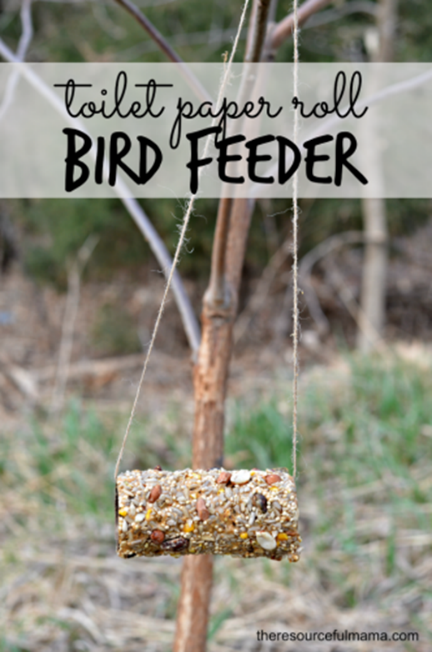 toilet paper roll
BIRD FEEDER
theresourcefulmama.com